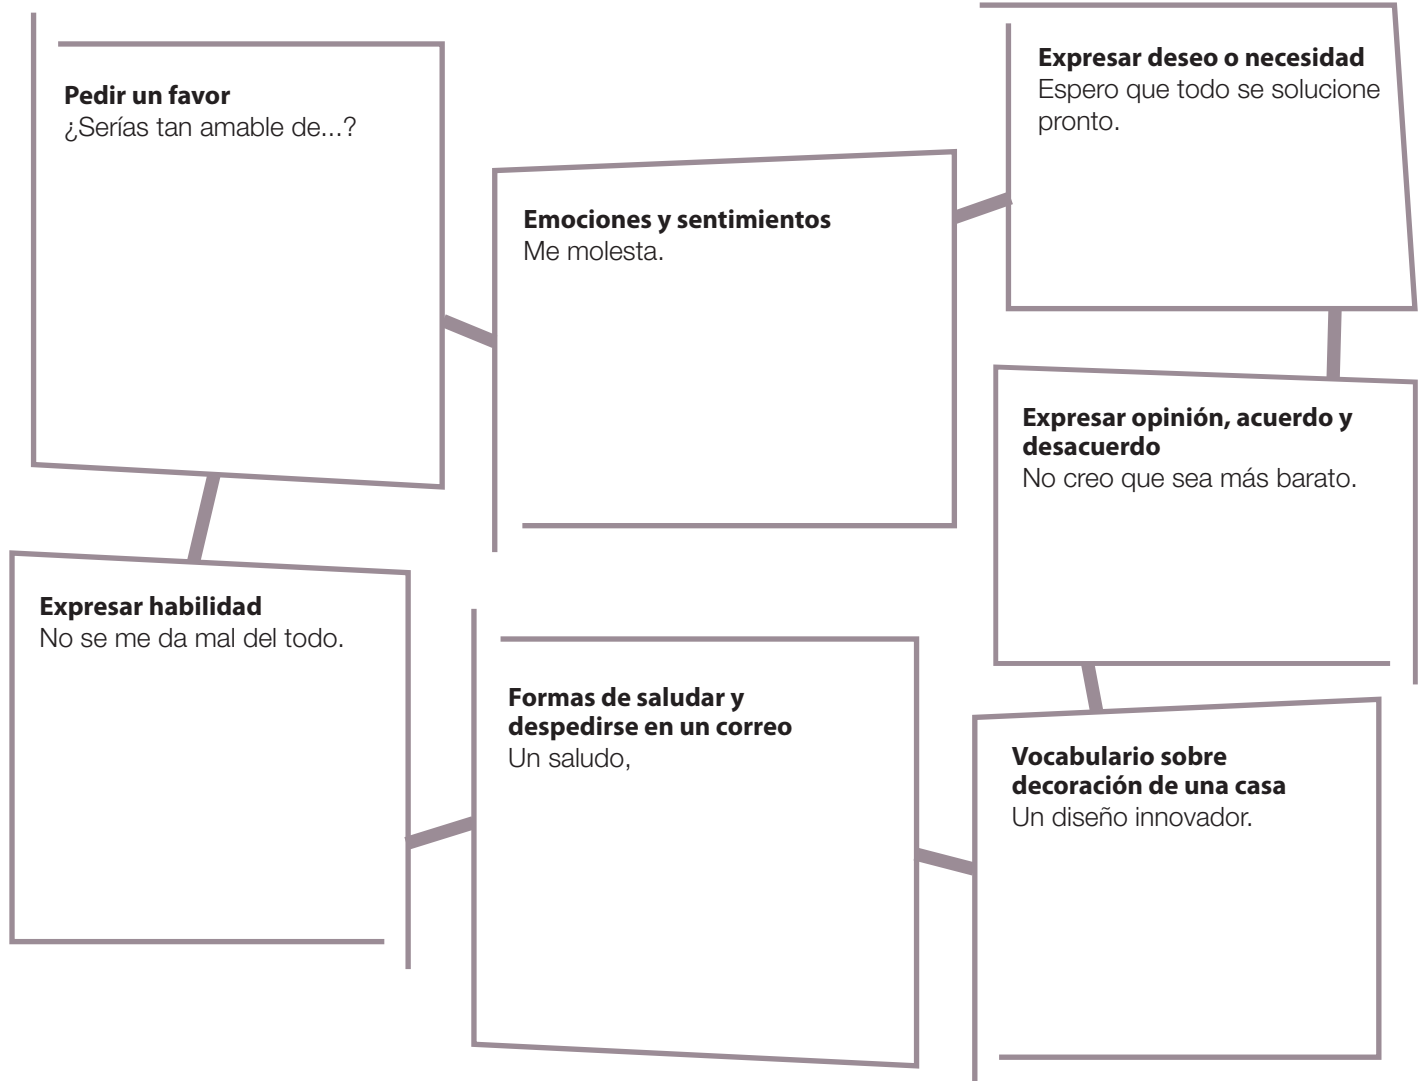 Pedir un favor
¿Serías tan amable de...?
Emociones y sentimientos
Me molesta.
Expresar deseo o necesidad
Espero que todo se solucione
pronto.
Expresar opinión, acuerdo y
desacuerdo
No creo que sea más barato.
Expresar habilidad
No se me da mal del todo.
Formas de saludar y
despedirse en un correo
Un saludo,
Vocabulario sobre
decoración de una casa
Un diseño innovador.